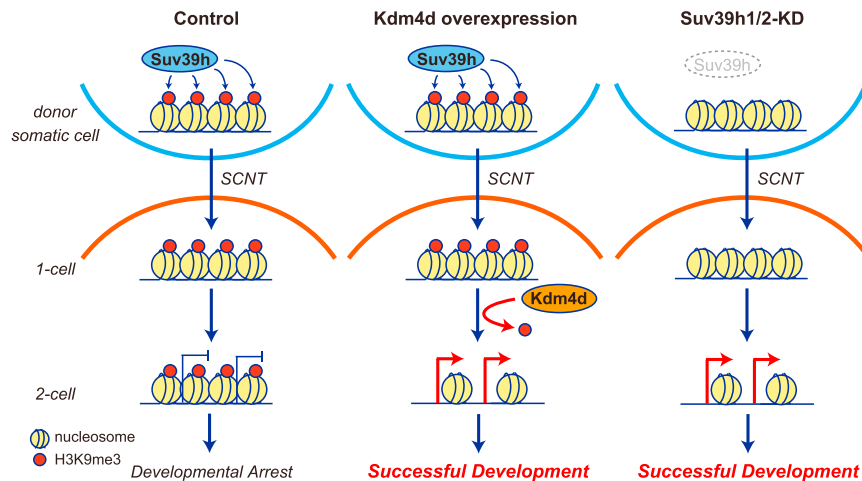 Control
Kdm4d overexpression
Suv39h1/2-KD
Suv39h
Suv39h
Suv39h
donor
somatic cell
SCNT
SCNT
SCNT
1-cell
Kdm4d
2-cell
nucleosome
H3K9me3
Developmental Arrest
Successful Development
Successful Development